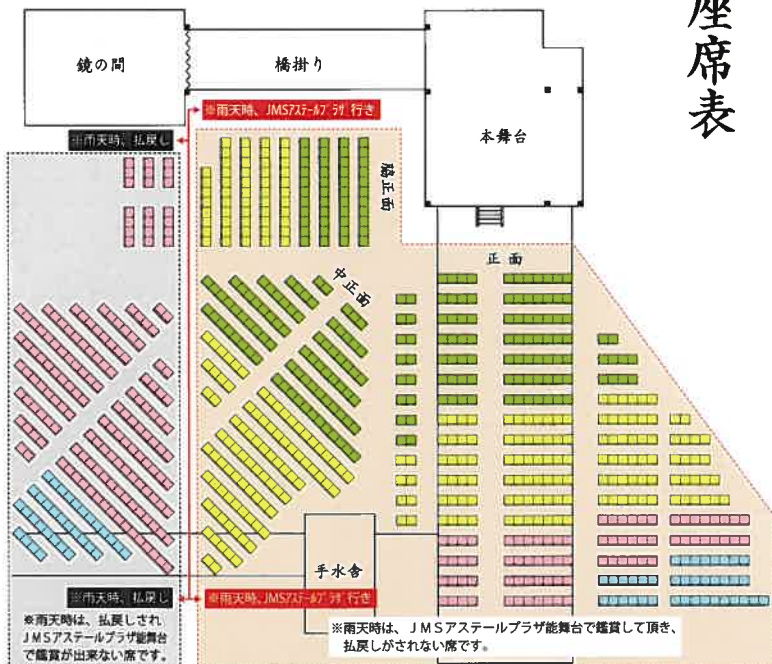 座席表
鏡の間
橋掛り
本舞台
※雨天時、JMSアステールプラザ 行き
※雨天時、払戻し
脇正面
正面
中正面
手水舎
※雨天時、払戻し
※雨天時、JMSアステールプラザ 行き
※雨天時は、払戻しされ
JMSアステールプラザ能舞台
で鑑賞が出来ない席です。
※雨天時は、JMSアステールプラザ能舞台で鑑賞して頂き、
払戻しがされない席です。